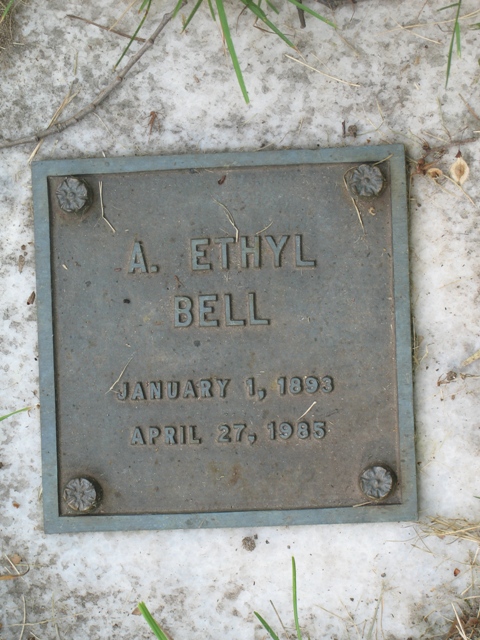 A. ETHYL
BELL
JANUARY 1, 1893
APRIL 27, 1985